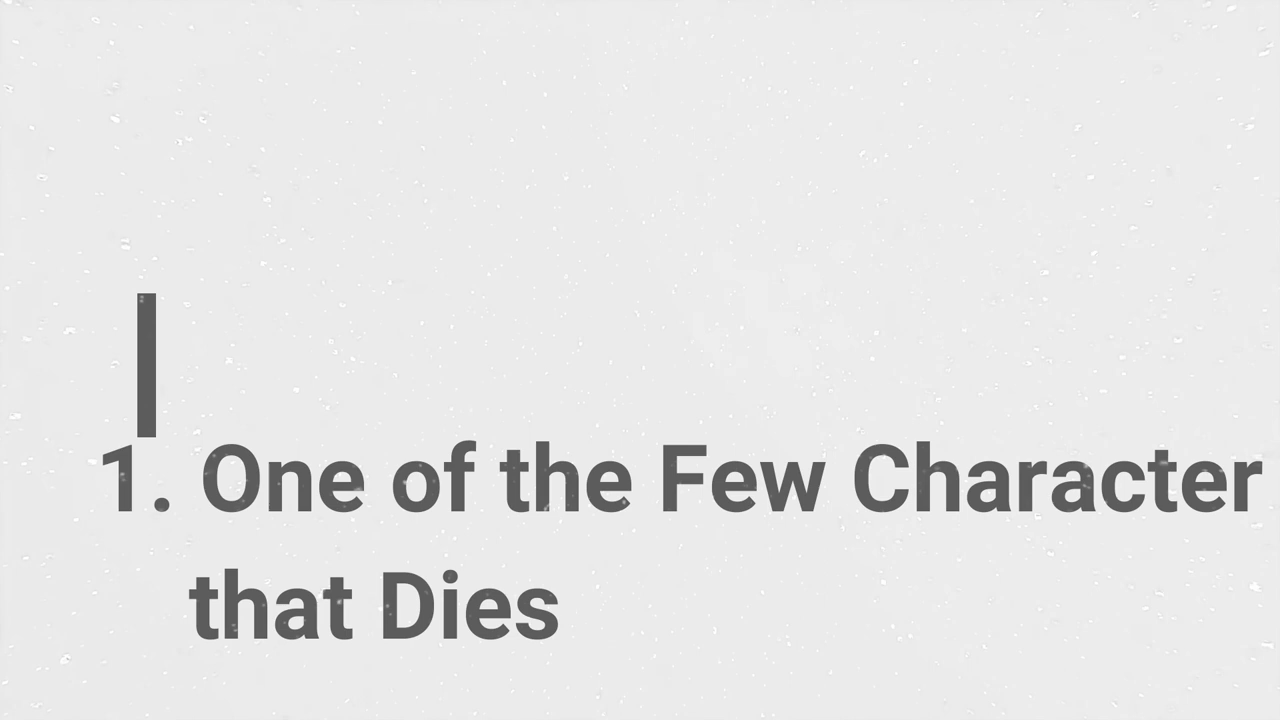 1. One of the Few Character
that Dies